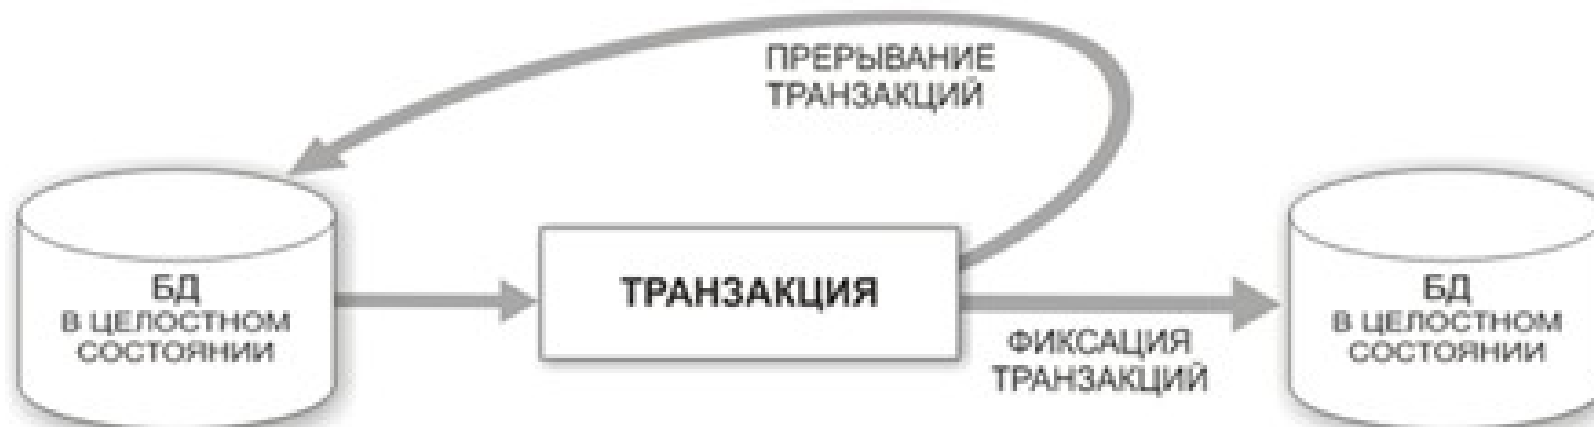 ПРЕРЫВАНИЕ
ТРАНЗАКЦИЙ
БД
В ЦЕЛОСТНОМ
СОСТОЯНИИ
ТРАНЗАКЦИЯ
ФИКСАЦИЯ
ТРАНЗАКЦИЙ
БД
В ЦЕЛОСТНОМ
СОСТОЯНИИ